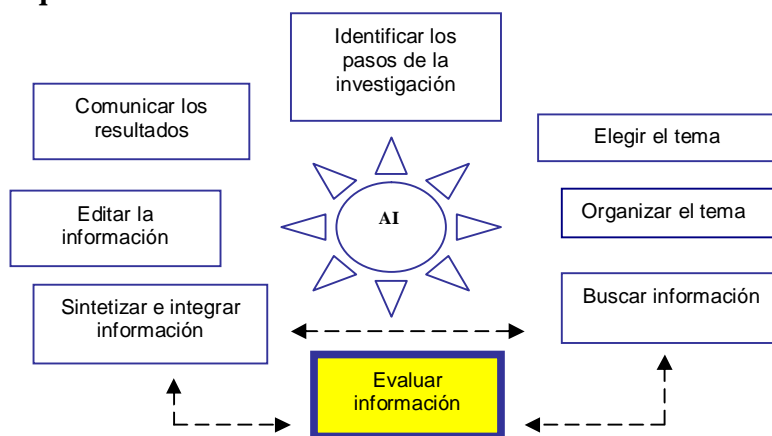 Identificar los
pasos de la
investigación
Comunicar los
resultados
Elegir el tema
Editar la
información
AI
Organizar el tema
Sintetizar e integrar
información
Buscar información
Evaluar
información